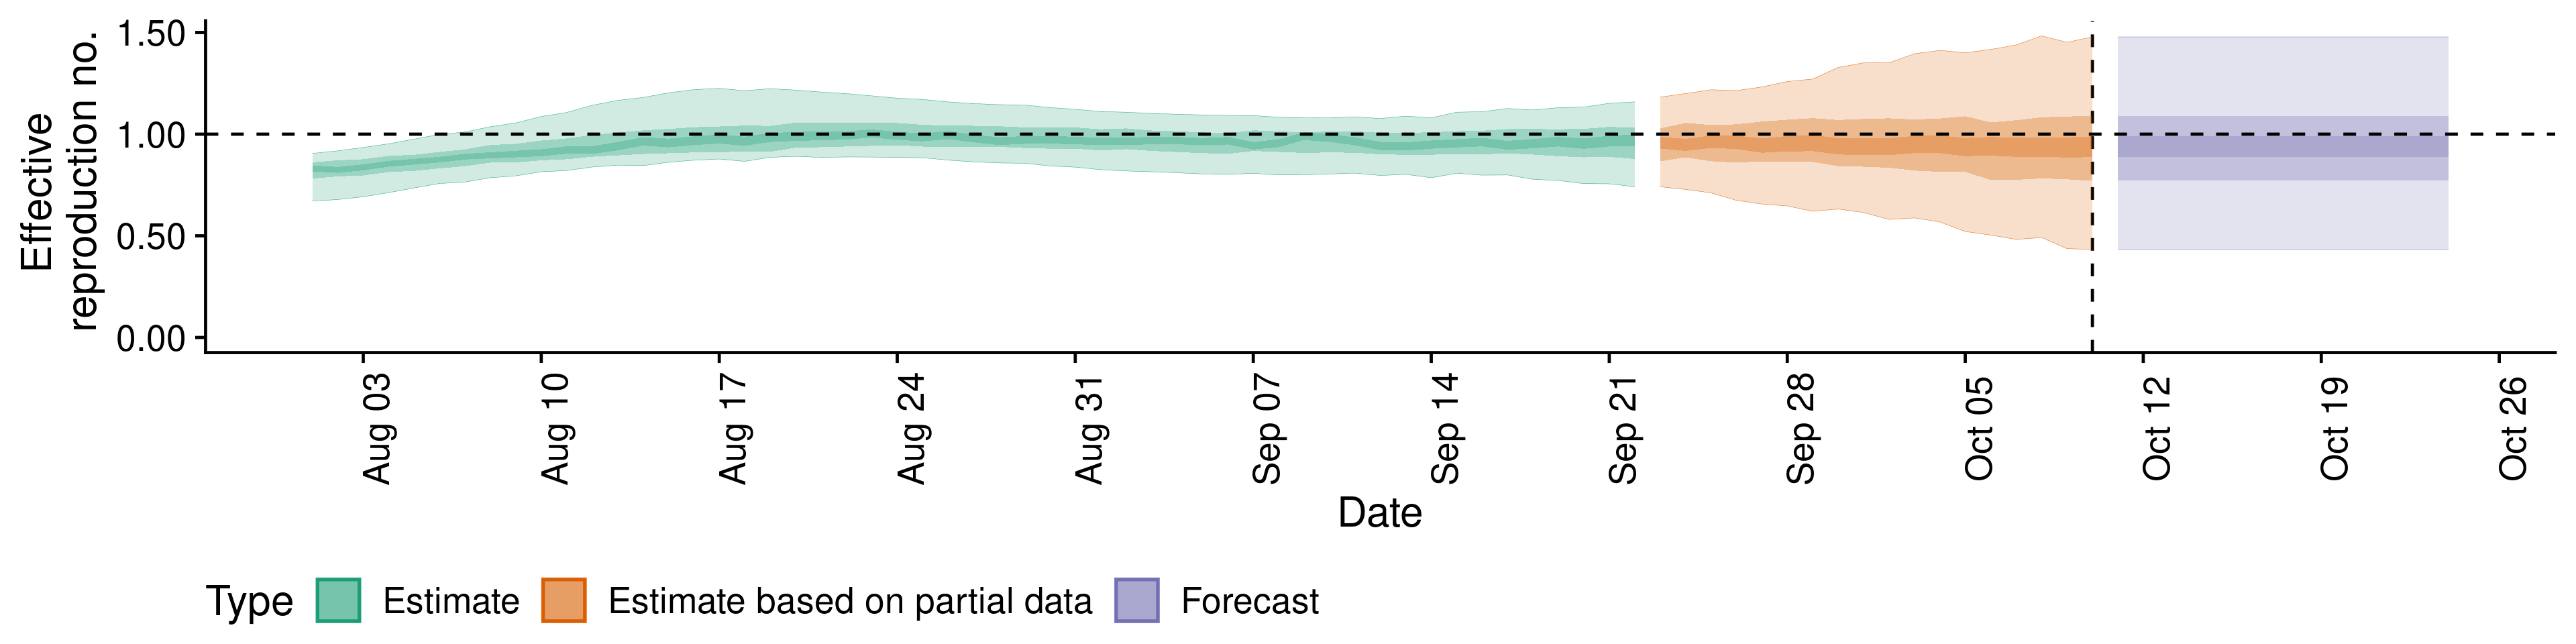 Effective
reproduction no.
1.50
1.00
0.50
0.00
Aug 03
Aug 10
Aug 17
Aug 24
Aug 31
Sep 07
Sep 14
Sep 21
Sep 28
Oct 05
Oct 12
Oct 19
Oct 26
Date
Type Estimate Estimate based on partial data Forecast